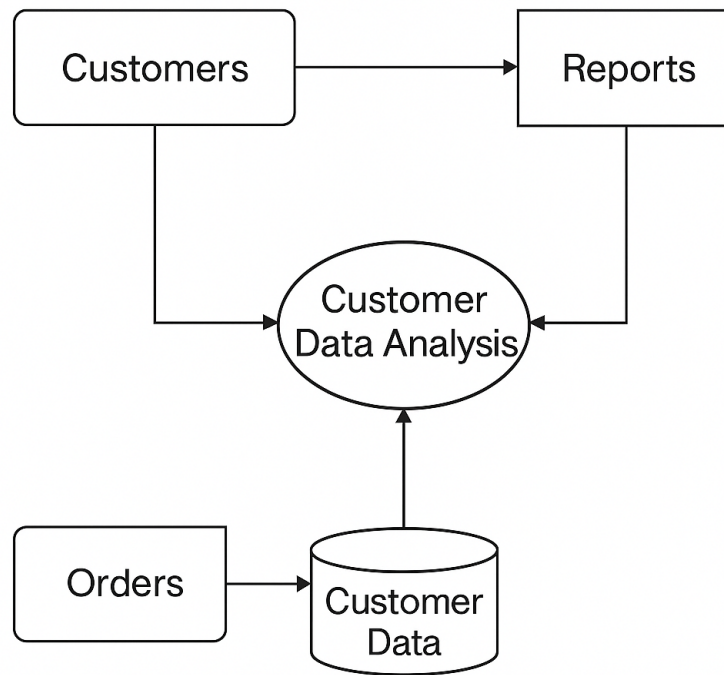 Customers
Reports
Customer
Data Analysis
Orders
Customer
Data